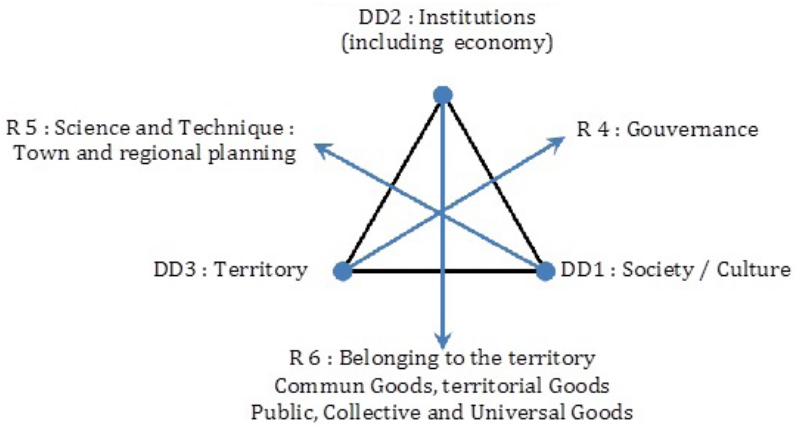 DD2 : Institutions
(including economy)
R 5 : Science and Technique :
Town and regional planning
R 4 : Gouvernance
DD3 : Territory
DD1 : Society / Culture
R 6 : Belonging to the territory
Commun Goods, territorial Goods
Public, Collective and Universal Goods